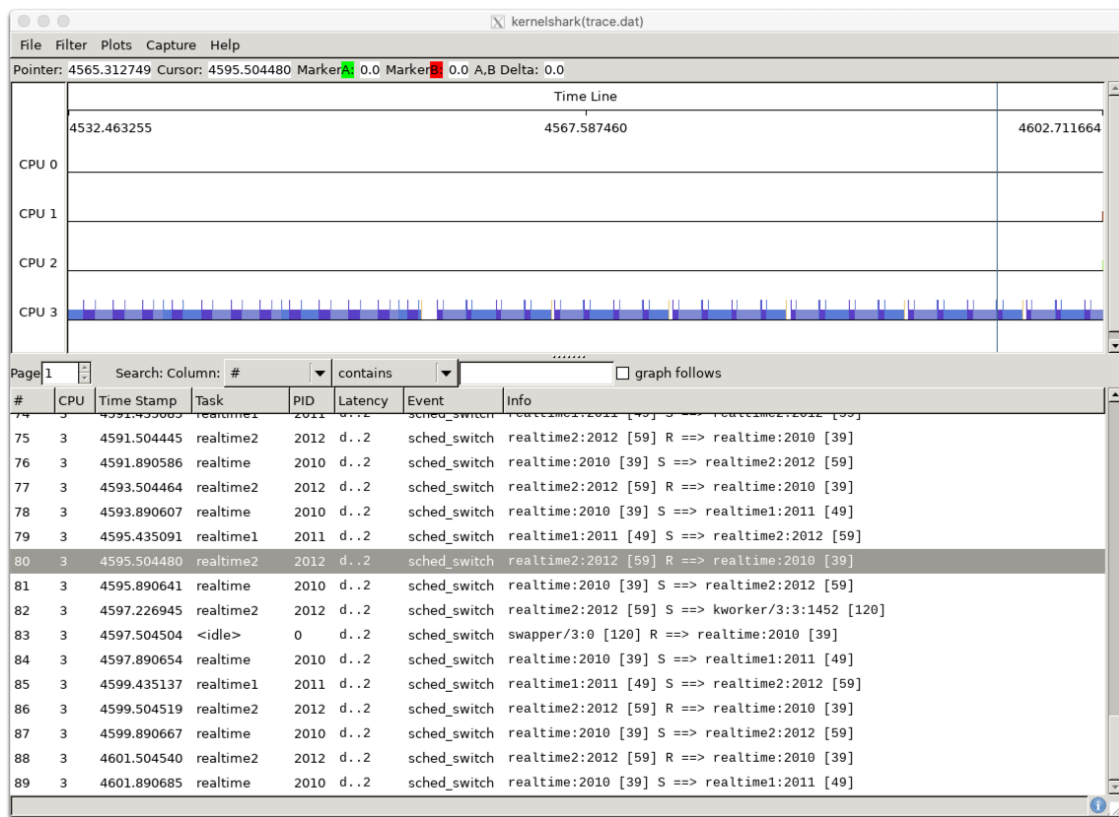 kernelshark(trace.dat)
File Filter Plots Capture Help
Pointer: 4565.312749 Cursor: 4595.504480 MarkerA: 0.0 MarkerB: 0.0 A,B Delta: 0.0
Time Line
4532.463255 4567.587460 4602.711664
CPU 0
CPU 1
CPU 2
CPU 3
Page 1 Search: Column: # contains graph follows
# CPU Time Stamp Task PID Latency Event Info
74 3 4591.435085 realtime1 2011 d..2 sched_switch realtime1:2011 [49] S ==> realtime2:2012 [59]
75 3 4591.504445 realtime2 2012 d..2 sched_switch realtime2:2012 [59] R ==> realtime:2010 [39]
76 3 4591.890586 realtime 2010 d..2 sched_switch realtime:2010 [39] S ==> realtime2:2012 [59]
77 3 4593.504464 realtime2 2012 d..2 sched_switch realtime2:2012 [59] R ==> realtime:2010 [39]
78 3 4593.890607 realtime 2010 d..2 sched_switch realtime:2010 [39] S ==> realtime1:2011 [49]
79 3 4595.435091 realtime1 2011 d..2 sched_switch realtime1:2011 [49] S ==> realtime2:2012 [59]
80 3 4595.504480 realtime2 2012 d..2 sched_switch realtime2:2012 [59] R ==> realtime:2010 [39]
81 3 4595.890641 realtime 2010 d..2 sched_switch realtime:2010 [39] S ==> realtime2:2012 [59]
82 3 4597.226945 realtime2 2012 d..2 sched_switch realtime2:2012 [59] S ==> kworker/3:3:1452 [120]
83 3 4597.504504 <idle> 0 d..2 sched_switch swapper/3:0 [120] R ==> realtime:2010 [39]
84 3 4597.890654 realtime 2010 d..2 sched_switch realtime:2010 [39] S ==> realtime1:2011 [49]
85 3 4599.435137 realtime1 2011 d..2 sched_switch realtime1:2011 [49] S ==> realtime2:2012 [59]
86 3 4599.504519 realtime2 2012 d..2 sched_switch realtime2:2012 [59] R ==> realtime:2010 [39]
87 3 4599.890667 realtime 2010 d..2 sched_switch realtime:2010 [39] S ==> realtime2:2012 [59]
88 3 4601.504540 realtime2 2012 d..2 sched_switch realtime2:2012 [59] R ==> realtime:2010 [39]
89 3 4601.890685 realtime 2010 d..2 sched_switch realtime:2010 [39] S ==> realtime1:2011 [49]